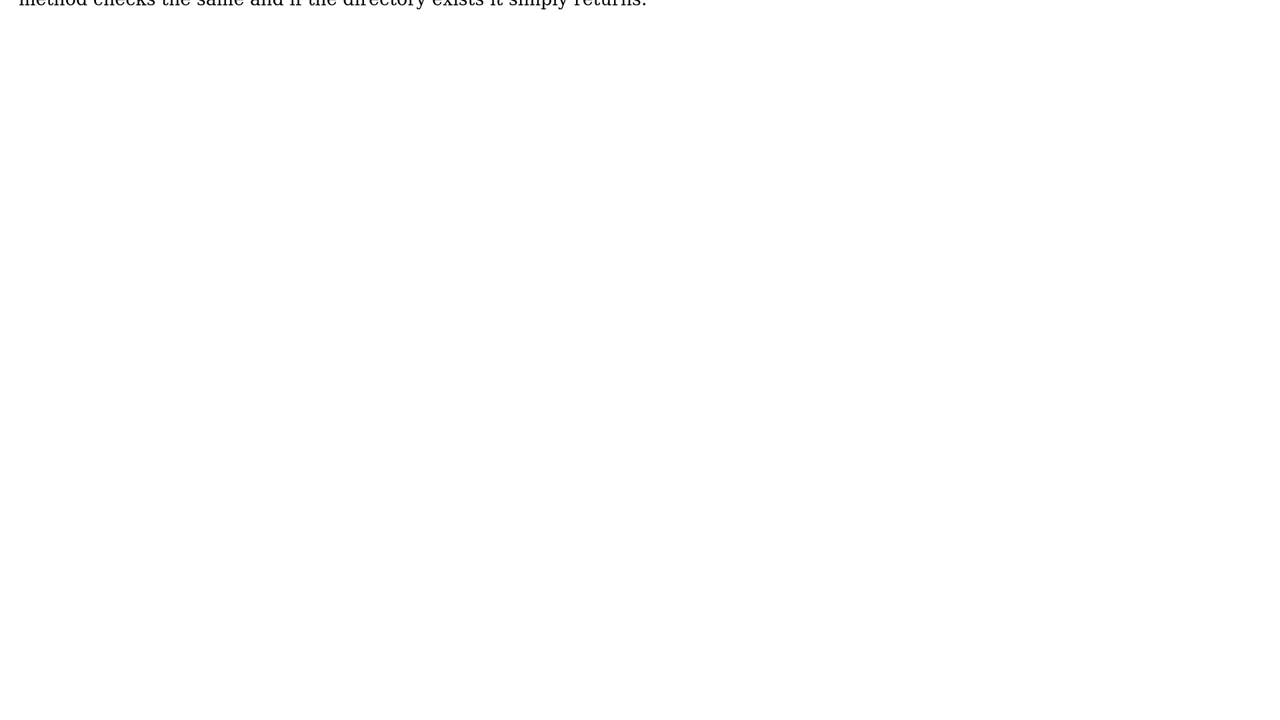 method checks the same and if the directory exists it simply returns.